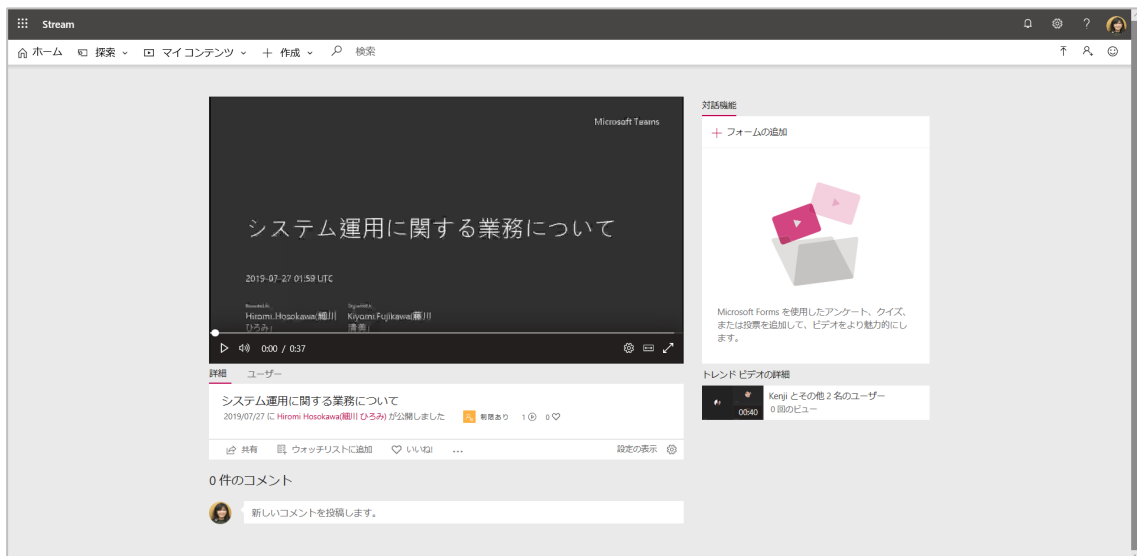 Stream
ホーム 探索 マイ コンテンツ 作成 検索
Microsoft Teams
システム運用に関する業務について
2019-07-27 01:59 UTC
Hiromi.Hosokawa(細川 Kiyomi.Fujikawa(藤川
ひろみ) 清美)
0:00 / 0:37
詳細 ユーザー
システム運用に関する業務について
2019/07/27 に Hiromi Hosokawa(細川 ひろみ) が公開しました 制限あり 1 0
共有 ウォッチリストに追加 いいね! ... 設定の表示
0 件のコメント
新しいコメントを投稿します。
対話機能
フォームの追加
Microsoft Forms を使用したアンケート、クイズ、
または投票を追加して、ビデオをより魅力的にし
ます。
トレンド ビデオの詳細
Kenji とその他 2 名のユーザー
00:40 0 回のビュー